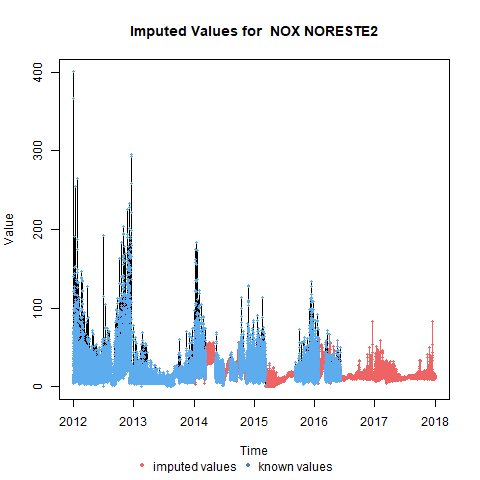 Imputed Values for  NOX NORESTE2
400
300
200
100
0
Value
2012 2013 2014 2015 2016 2017 2018
Time
imputed values known values